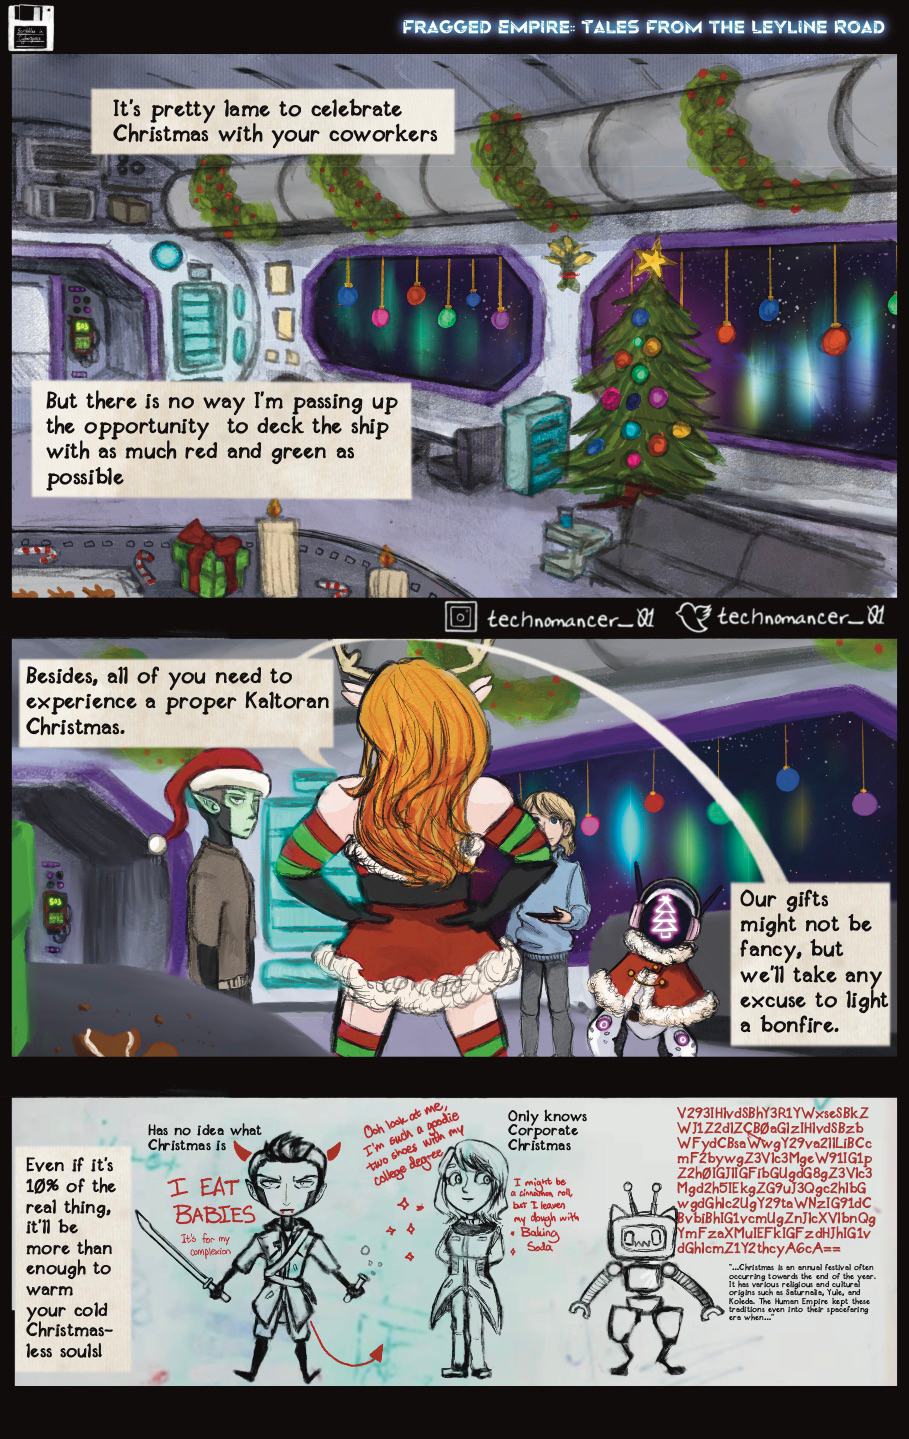 Scribbles in
Cyberspace
FRAGGED EMPIRE: TALES FROM THE LEYLINE ROAD
It's pretty lame to celebrate
Christmas with your coworkers
But there is no way I'm passing up
the opportunity to deck the ship
with as much red and green as
possible
technomancer_01
technomancer_01
Besides, all of you need to
experience a proper Kaltoran
Christmas.
Our gifts
might not be
fancy, but
we'll take any
excuse to light
a bonfire.
Even if it's
10% of the
real thing,
it'll be
more than
enough to
warm
your cold
Christmas-
less souls!
Has no idea what
Christmas is
I EAT
BABIES
It's for my
complexion
Ooh look at me,
I'm such a goodie
two shoes with my
college degree
Only knows
Corporate
Christmas
I might be
a cinnamon roll,
but I leaven
my dough with
Baking
Soda
"...Christmas is an annual festival often
occurring towards the end of the year.
It has various religious and cultural
origins such as Saturnalia, Yule, and
Koleda. The Human Empire kept these
traditions even into their spacefaring
era when..."